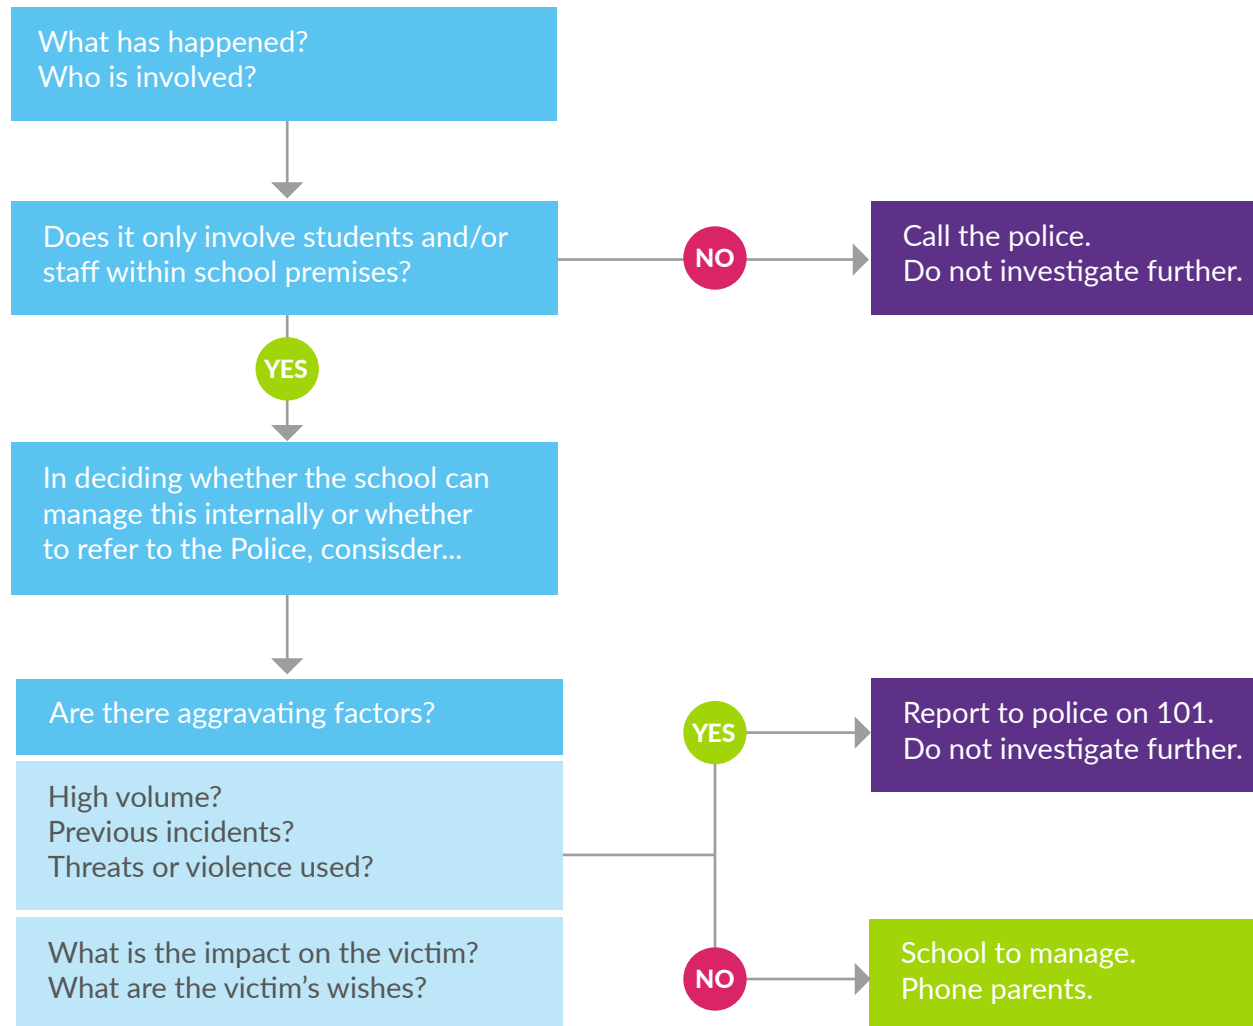 What has happened?
Who is involved?
Does it only involve students and/or
staff within school premises?
NO
Call the police.
Do not investigate further.
YES
In deciding whether the school can
manage this internally or whether
to refer to the Police, consisder...
Are there aggravating factors?
High volume?
Previous incidents?
Threats or violence used?
What is the impact on the victim?
What are the victim’s wishes?
YES
Report to police on 101.
Do not investigate further.
NO
School to manage.
Phone parents.